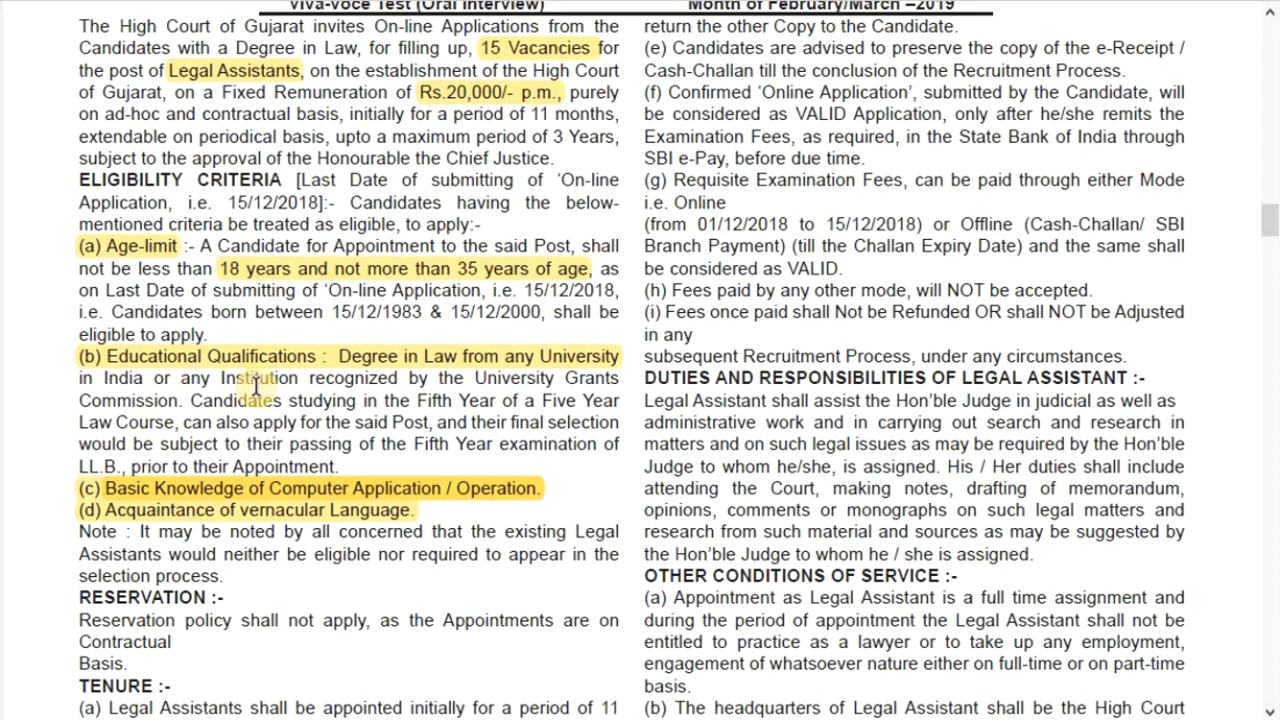 Viva-voce Test (Oral Interview) Month of February/March –2019
The High Court of Gujarat invites On-line Applications from the
Candidates with a Degree in Law, for filling up, 15 Vacancies for
the post of Legal Assistants, on the establishment of the High Court
of Gujarat, on a Fixed Remuneration of Rs.20,000/- p.m., purely
on ad-hoc and contractual basis, initially for a period of 11 months,
extendable on periodical basis, upto a maximum period of 3 Years,
subject to the approval of the Honourable the Chief Justice.
ELIGIBILITY CRITERIA [Last Date of submitting of ‘On-line
Application, i.e. 15/12/2018]:- Candidates having the below-
mentioned criteria be treated as eligible, to apply:-
(a) Age-limit :- A Candidate for Appointment to the said Post, shall
not be less than 18 years and not more than 35 years of age, as
on Last Date of submitting of ‘On-line Application, i.e. 15/12/2018,
i.e. Candidates born between 15/12/1983 & 15/12/2000, shall be
eligible to apply.
(b) Educational Qualifications : Degree in Law from any University
in India or any Institution recognized by the University Grants
Commission. Candidates studying in the Fifth Year of a Five Year
Law Course, can also apply for the said Post, and their final selection
would be subject to their passing of the Fifth Year examination of
LL.B., prior to their Appointment.
(c) Basic Knowledge of Computer Application / Operation.
(d) Acquaintance of vernacular Language.
Note : It may be noted by all concerned that the existing Legal
Assistants would neither be eligible nor required to appear in the
selection process.
RESERVATION :-
Reservation policy shall not apply, as the Appointments are on
Contractual
Basis.
TENURE :-
(a) Legal Assistants shall be appointed initially for a period of 11
return the other Copy to the Candidate.
(e) Candidates are advised to preserve the copy of the e-Receipt /
Cash-Challan till the conclusion of the Recruitment Process.
(f) Confirmed ‘Online Application’, submitted by the Candidate, will
be considered as VALID Application, only after he/she remits the
Examination Fees, as required, in the State Bank of India through
SBI e-Pay, before due time.
(g) Requisite Examination Fees, can be paid through either Mode
i.e. Online
(from 01/12/2018 to 15/12/2018) or Offline (Cash-Challan/ SBI
Branch Payment) (till the Challan Expiry Date) and the same shall
be considered as VALID.
(h) Fees paid by any other mode, will NOT be accepted.
(i) Fees once paid shall Not be Refunded OR shall NOT be Adjusted
in any
subsequent Recruitment Process, under any circumstances.
DUTIES AND RESPONSIBILITIES OF LEGAL ASSISTANT :-
Legal Assistant shall assist the Hon’ble Judge in judicial as well as
administrative work and in carrying out search and research in
matters and on such legal issues as may be required by the Hon’ble
Judge to whom he/she, is assigned. His / Her duties shall include
attending the Court, making notes, drafting of memorandum,
opinions, comments or monographs on such legal matters and
research from such material and sources as may be suggested by
the Hon’ble Judge to whom he / she is assigned.
OTHER CONDITIONS OF SERVICE :-
(a) Appointment as Legal Assistant is a full time assignment and
during the period of appointment the Legal Assistant shall not be
entitled to practice as a lawyer or to take up any employment,
engagement of whatsoever nature either on full-time or on part-time
basis.
(b) The headquarters of Legal Assistant shall be the High Court